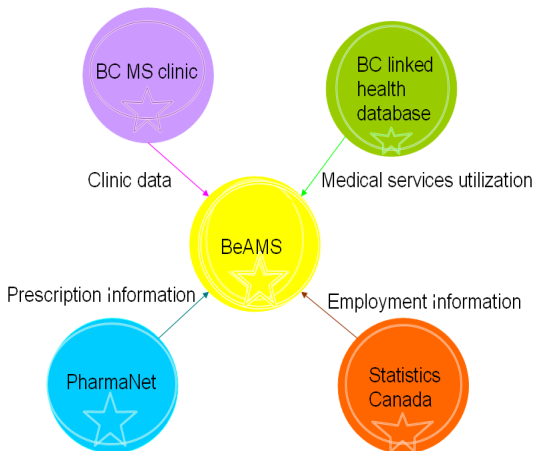 BC MS clinic
BC linked
health
database
Clinic data
Medical services utilization
BeAMS
Prescription information
Employment information
PharmaNet
Statistics
Canada